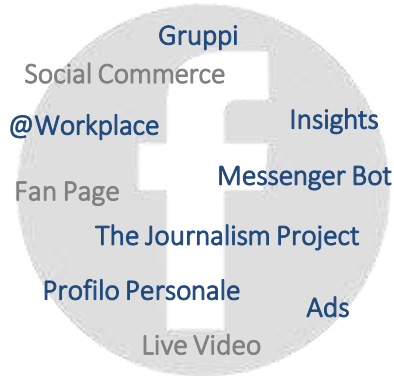 Gruppi
Social Commerce
@Workplace
Insights
Messenger Bot
Fan Page
The Journalism Project
Profilo Personale
Ads
Live Video